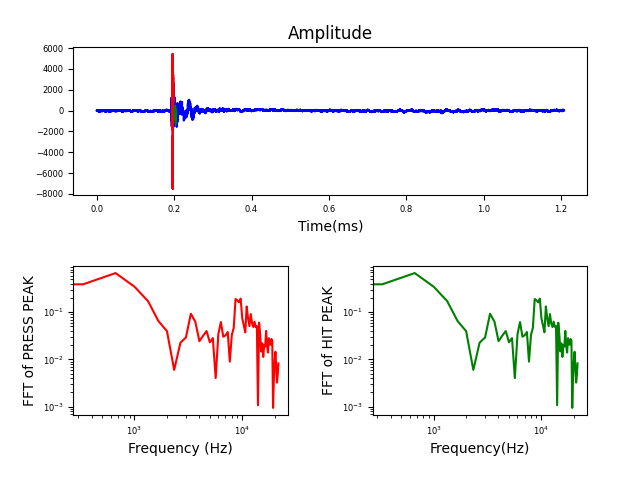 Amplitude
6000
4000
2000
0
−2000
−4000
−6000
−8000
0.0 0.2 0.4 0.6 0.8 1.0 1.2
Time(ms)
FFT of PRESS PEAK
10⁻¹
10⁻²
10⁻³
10³ 10⁴
Frequency (Hz)
FFT of HIT PEAK
10⁻¹
10⁻²
10⁻³
10³ 10⁴
Frequency(Hz)